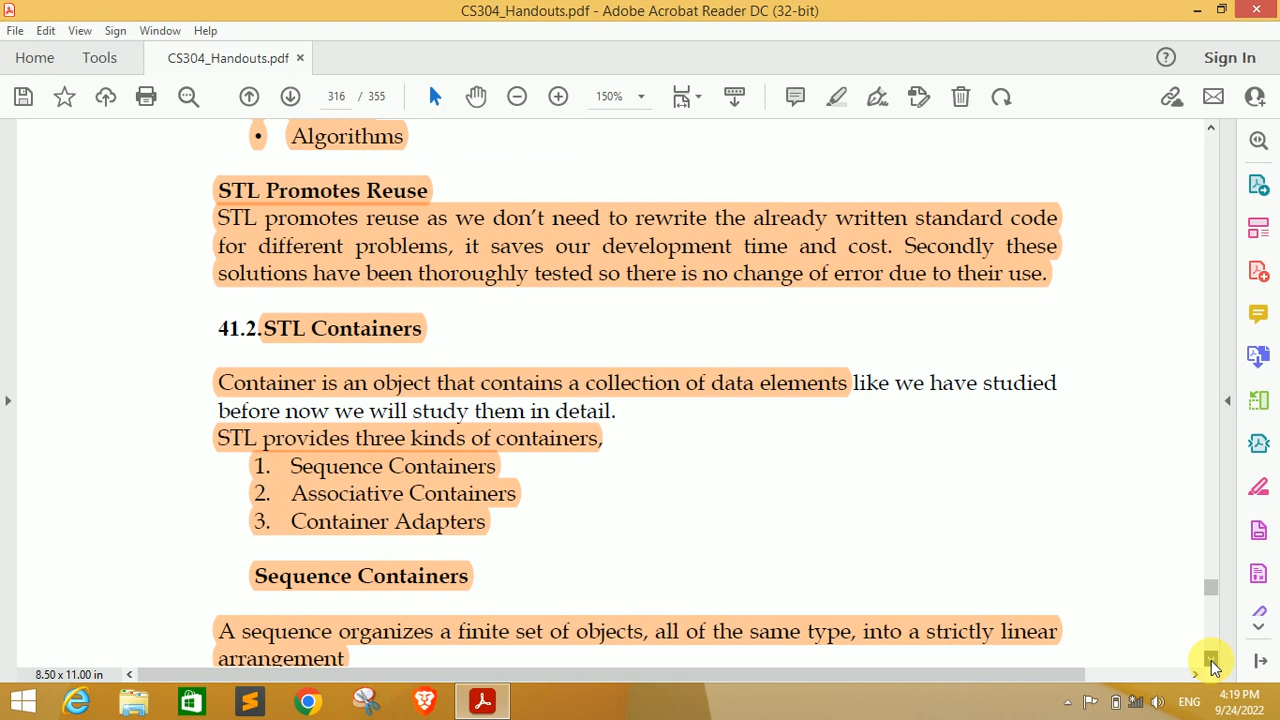 CS304_Handouts.pdf - Adobe Acrobat Reader DC (32-bit)
File Edit View Sign Window Help
Home Tools CS304_Handouts.pdf × Sign In
316 / 355 150%
• Algorithms
STL Promotes Reuse
STL promotes reuse as we don't need to rewrite the already written standard code
for different problems, it saves our development time and cost. Secondly these
solutions have been thoroughly tested so there is no change of error due to their use.
41.2.STL Containers
Container is an object that contains a collection of data elements like we have studied
before now we will study them in detail.
STL provides three kinds of containers,
1. Sequence Containers
2. Associative Containers
3. Container Adapters
Sequence Containers
A sequence organizes a finite set of objects, all of the same type, into a strictly linear
arrangement
8.50 x 11.00 in
ENG 4:19 PM
9/24/2022